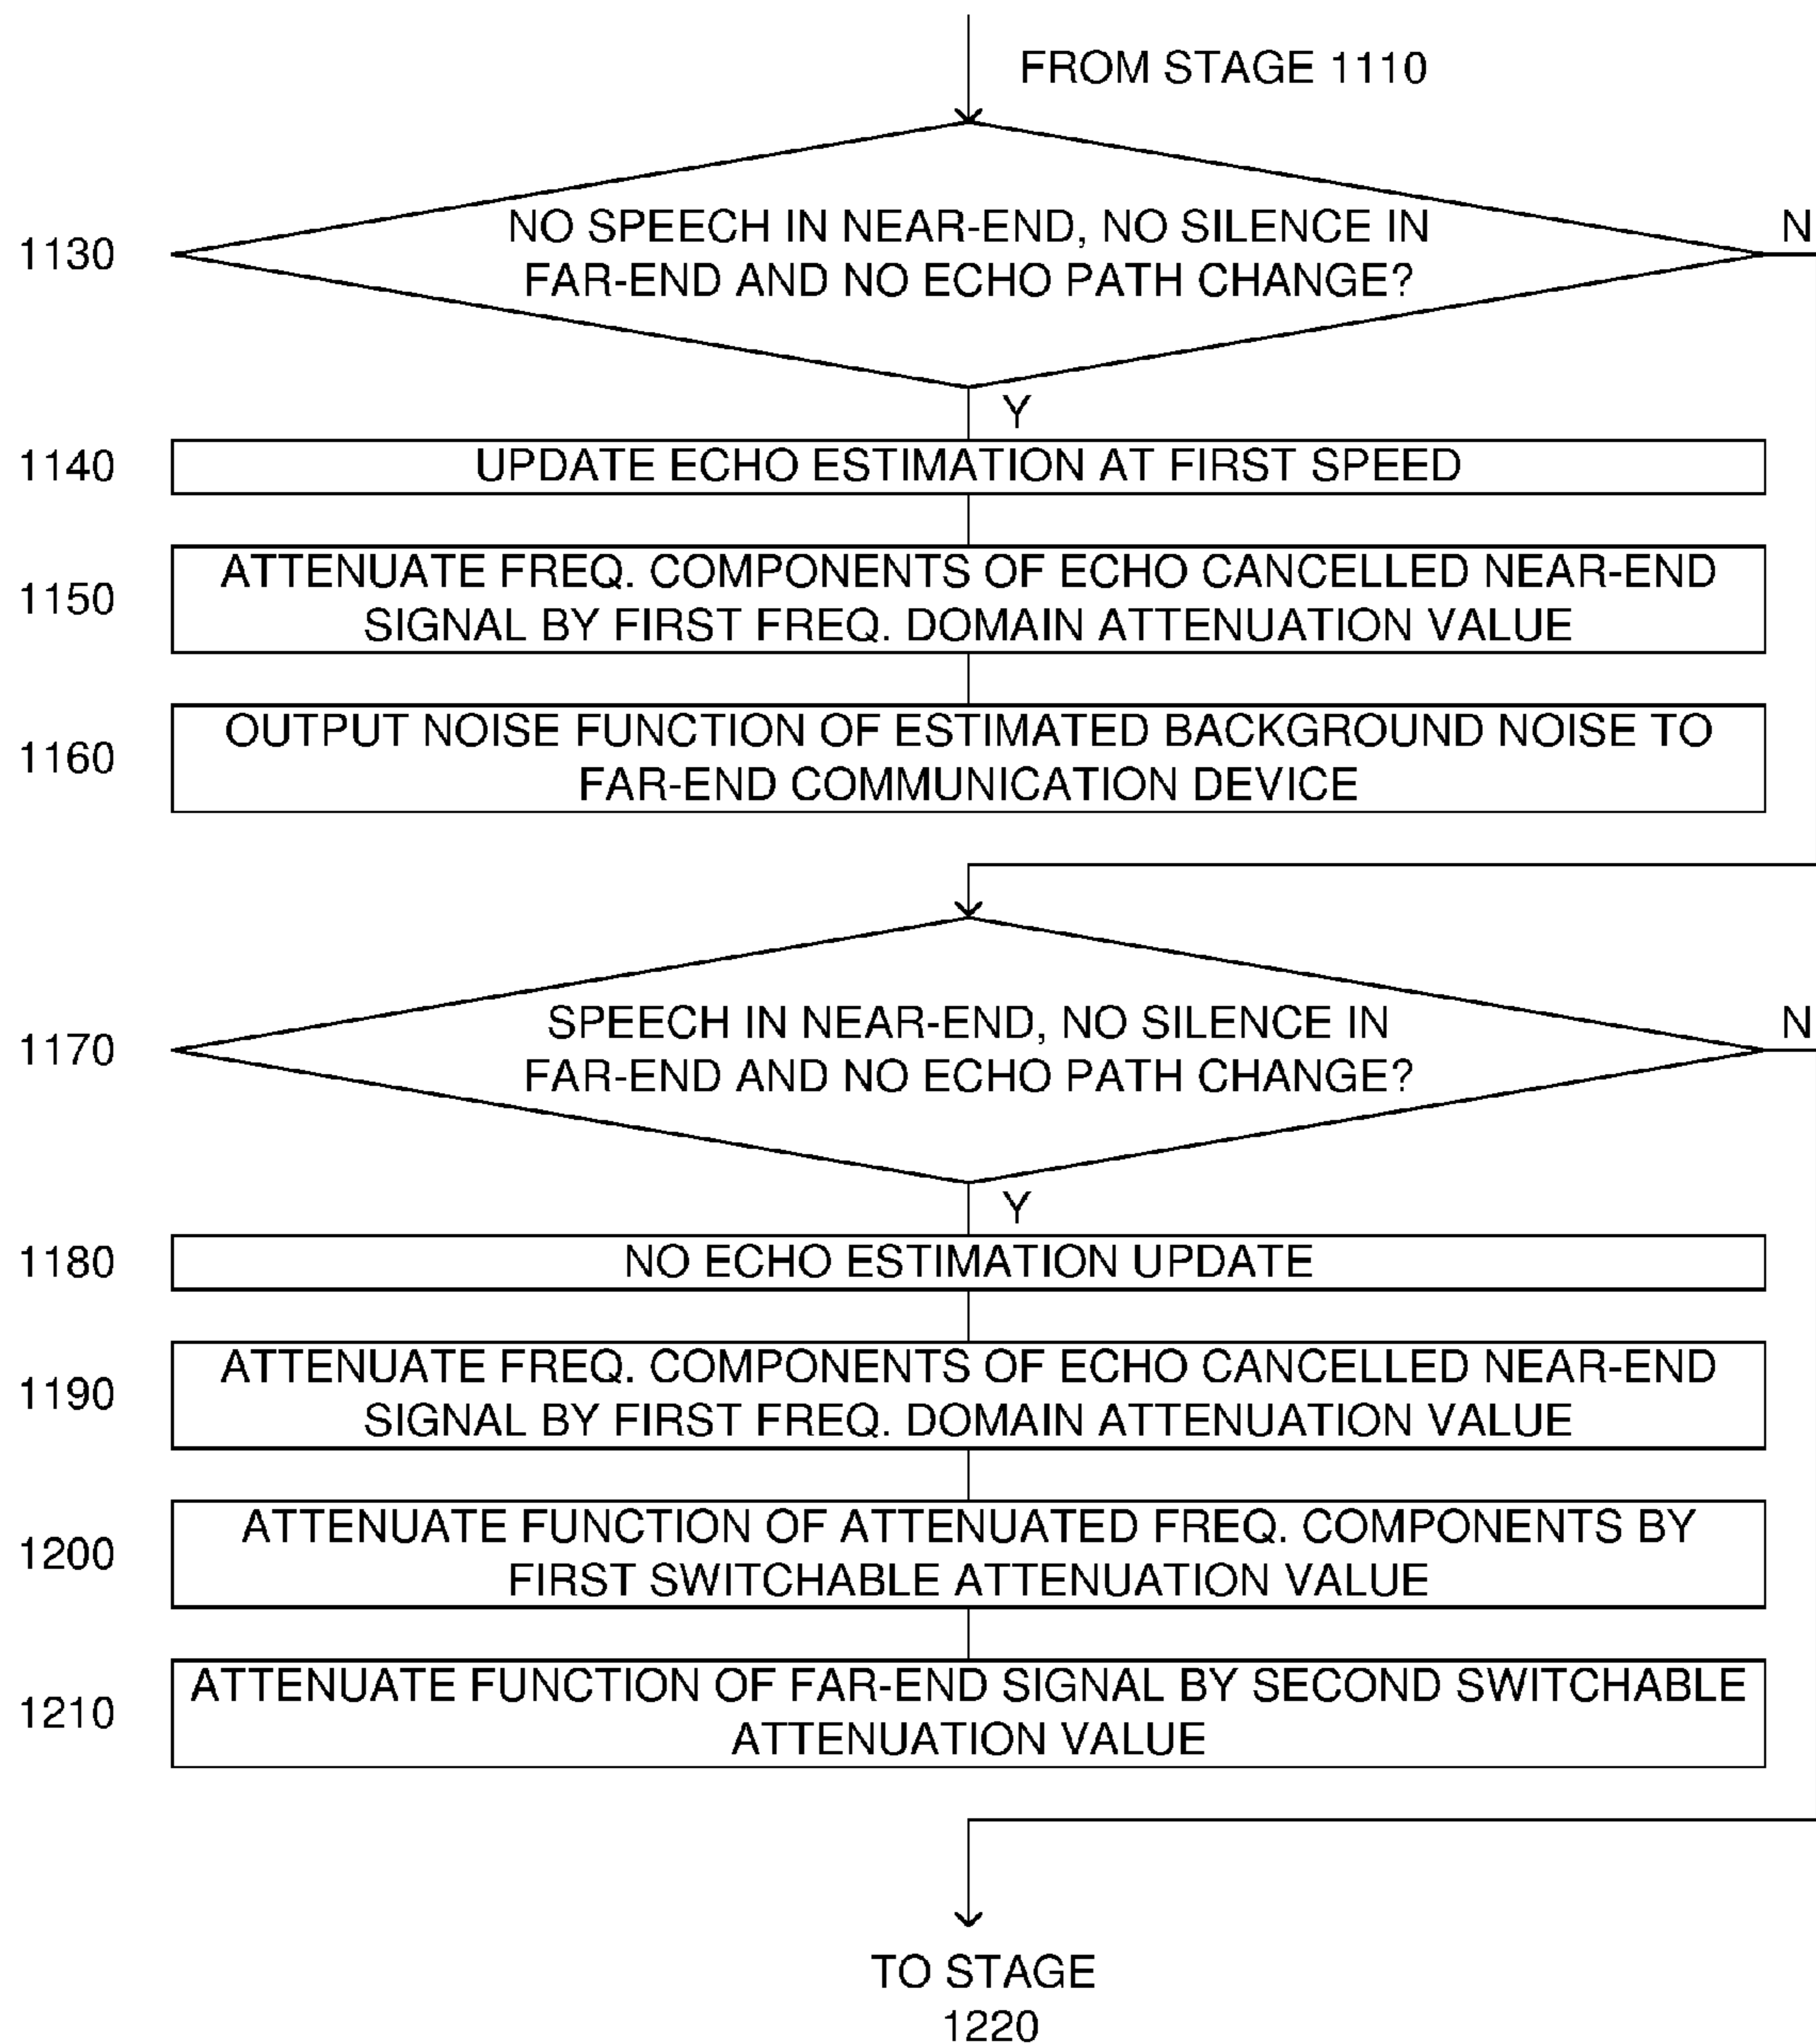 FROM STAGE 1110
1130
NO SPEECH IN NEAR-END, NO SILENCE IN
FAR-END AND NO ECHO PATH CHANGE?
N
Y
1140
UPDATE ECHO ESTIMATION AT FIRST SPEED
1150
ATTENUATE FREQ. COMPONENTS OF ECHO CANCELLED NEAR-END
SIGNAL BY FIRST FREQ. DOMAIN ATTENUATION VALUE
1160
OUTPUT NOISE FUNCTION OF ESTIMATED BACKGROUND NOISE TO
FAR-END COMMUNICATION DEVICE
1170
SPEECH IN NEAR-END, NO SILENCE IN
FAR-END AND NO ECHO PATH CHANGE?
N
Y
1180
NO ECHO ESTIMATION UPDATE
1190
ATTENUATE FREQ. COMPONENTS OF ECHO CANCELLED NEAR-END
SIGNAL BY FIRST FREQ. DOMAIN ATTENUATION VALUE
1200
ATTENUATE FUNCTION OF ATTENUATED FREQ. COMPONENTS BY
FIRST SWITCHABLE ATTENUATION VALUE
1210
ATTENUATE FUNCTION OF FAR-END SIGNAL BY SECOND SWITCHABLE
ATTENUATION VALUE
TO STAGE
1220